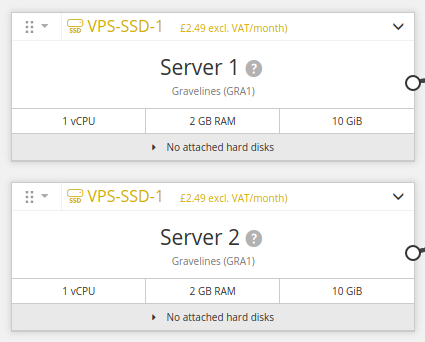 SSD VPS-SSD-1 £2.49 excl. VAT/month)
Server 1 ?
Gravelines (GRA1)
1 vCPU 2 GB RAM 10 GiB
No attached hard disks
SSD VPS-SSD-1 £2.49 excl. VAT/month)
Server 2 ?
Gravelines (GRA1)
1 vCPU 2 GB RAM 10 GiB
No attached hard disks